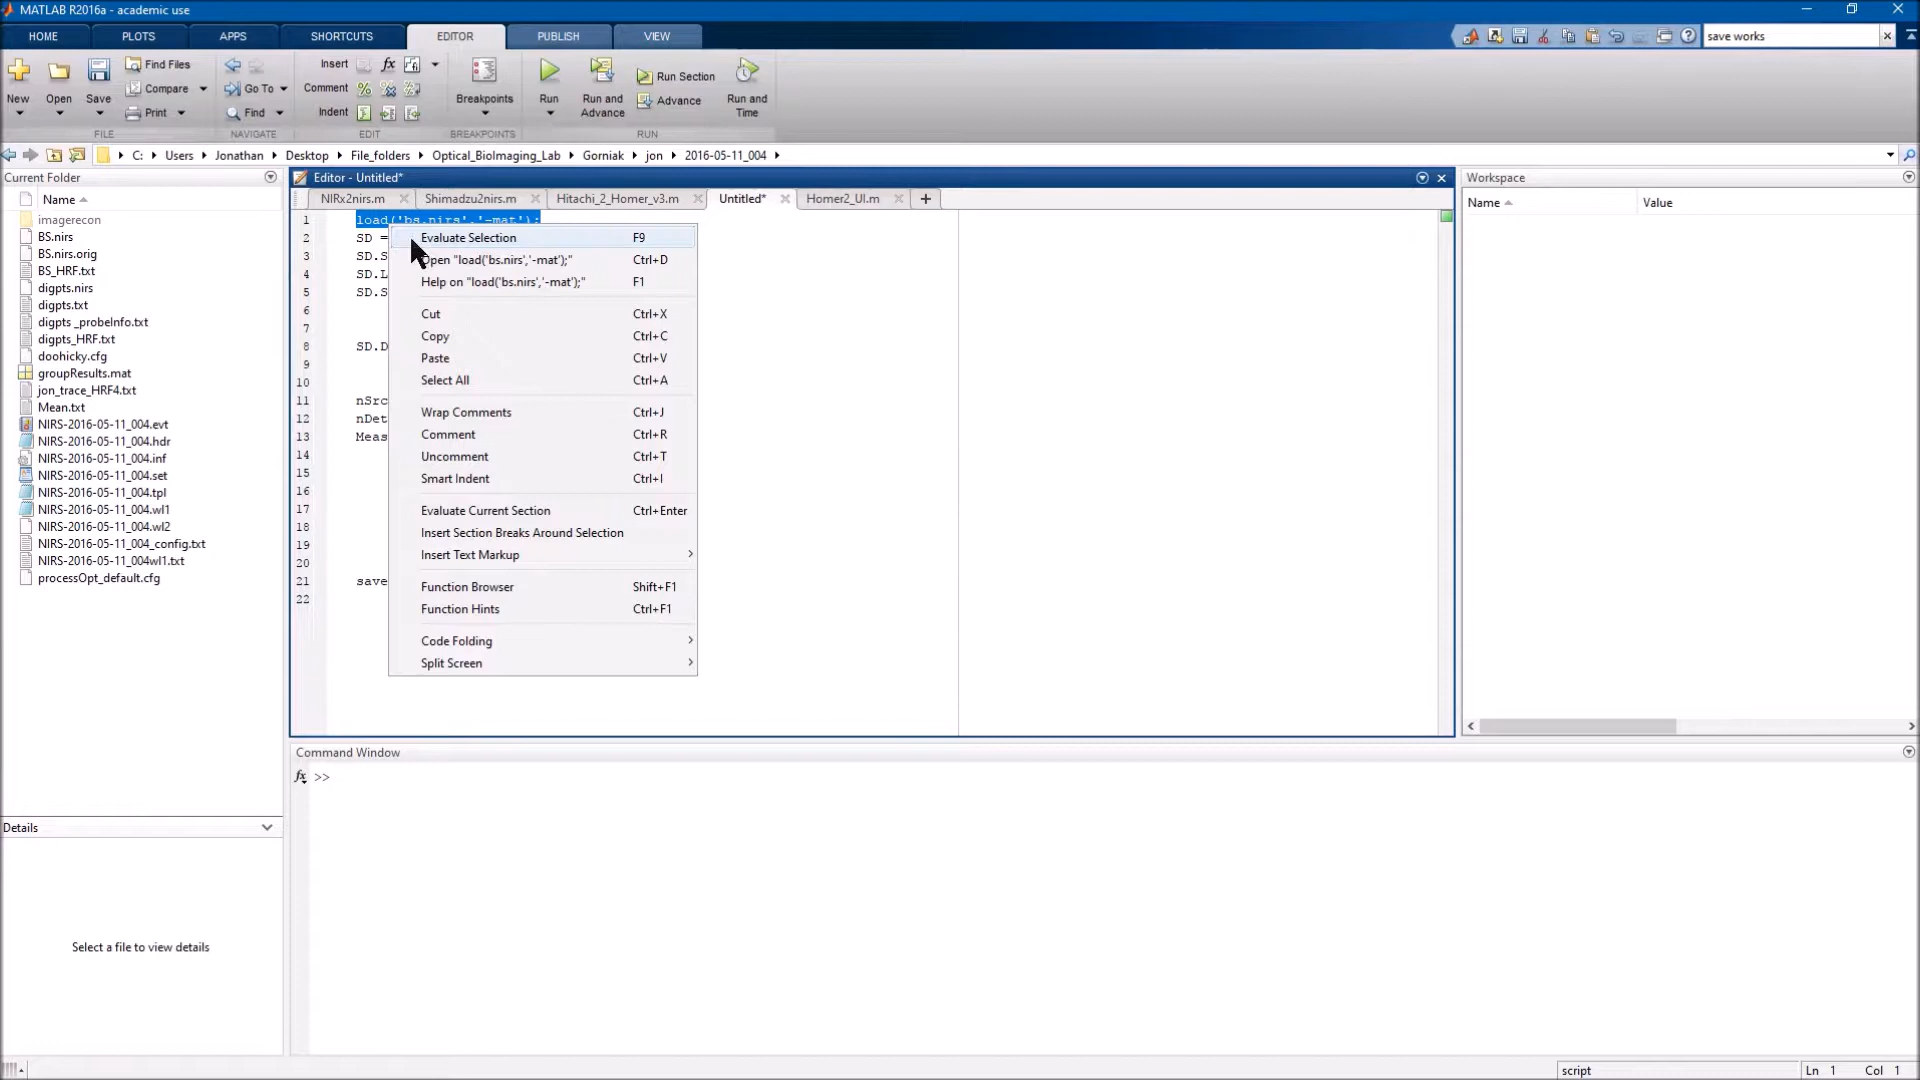 MATLAB R2016a - academic use
HOME PLOTS APPS SHORTCUTS EDITOR PUBLISH VIEW
save works
New Open Save Find Files Compare Print
Go To Find
Insert fx
Comment
Indent
Breakpoints
Run Run and Advance Run Section Advance Run and Time
FILE NAVIGATE EDIT BREAKPOINTS RUN
C: Users Jonathan Desktop File_folders Optical_BioImaging_Lab Gorniak jon 2016-05-11_004
Current Folder
Name
imagerecon
BS.nirs
BS.nirs.orig
BS_HRF.txt
digpts.nirs
digpts.txt
digpts _probeInfo.txt
digpts_HRF.txt
doohicky.cfg
groupResults.mat
jon_trace_HRF4.txt
Mean.txt
NIRS-2016-05-11_004.evt
NIRS-2016-05-11_004.hdr
NIRS-2016-05-11_004.inf
NIRS-2016-05-11_004.set
NIRS-2016-05-11_004.tpl
NIRS-2016-05-11_004.wl1
NIRS-2016-05-11_004.wl2
NIRS-2016-05-11_004_config.txt
NIRS-2016-05-11_004wl1.txt
processOpt_default.cfg
Details
Select a file to view details
Editor - Untitled*
NIRx2nirs.m Shimadzu2nirs.m Hitachi_2_Homer_v3.m Untitled* Homer2_UI.m +
1 load('bs.nirs','-mat');
2 SD =
3 SD.S
4 SD.L
5 SD.S
6
7
8 SD.D
9
10
11 nSrc
12 nDet
13 Meas
14
15
16
17
18
19
20
21 save
22
Evaluate Selection F9
Open "load('bs.nirs','-mat');" Ctrl+D
Help on "load('bs.nirs','-mat');" F1
Cut Ctrl+X
Copy Ctrl+C
Paste Ctrl+V
Select All Ctrl+A
Wrap Comments Ctrl+J
Comment Ctrl+R
Uncomment Ctrl+T
Smart Indent Ctrl+I
Evaluate Current Section Ctrl+Enter
Insert Section Breaks Around Selection
Insert Text Markup
Function Browser Shift+F1
Function Hints Ctrl+F1
Code Folding
Split Screen
Command Window
fx >>
Workspace
Name Value
script Ln 1 Col 1